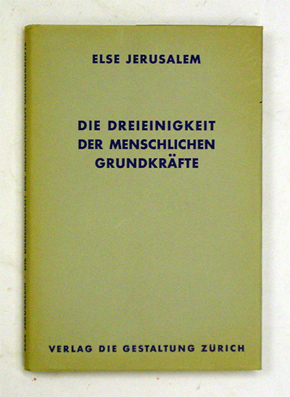 ELSE JERUSALEM
DIE DREIEINIGKEIT
DER MENSCHLICHEN
GRUNDKRÄFTE
VERLAG DIE GESTALTUNG ZÜRICH